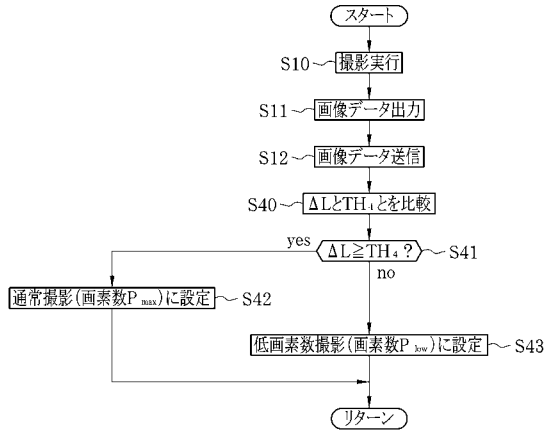 スタート
S10 撮影実行
S11 画像データ出力
S12 画像データ送信
S40 ΔLとTH₄とを比較
ΔL≧TH₄? S41
yes
no
通常撮影(画素数Pmax)に設定 S42
低画素数撮影(画素数Plow)に設定 S43
リターン